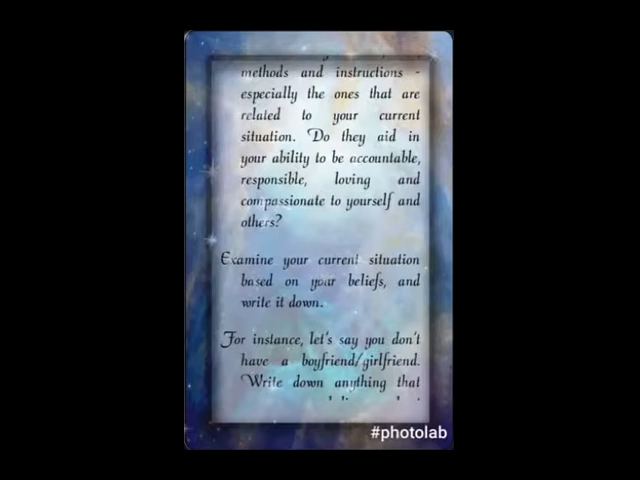 methods and instructions -
especially the ones that are
related to your current
situation. Do they aid in
your ability to be accountable,
responsible, loving and
compassionate to yourself and
others?
Examine your current situation
based on your beliefs, and
write it down.
For instance, let's say you don't
have a boyfriend/girlfriend.
Write down anything that
#photolab